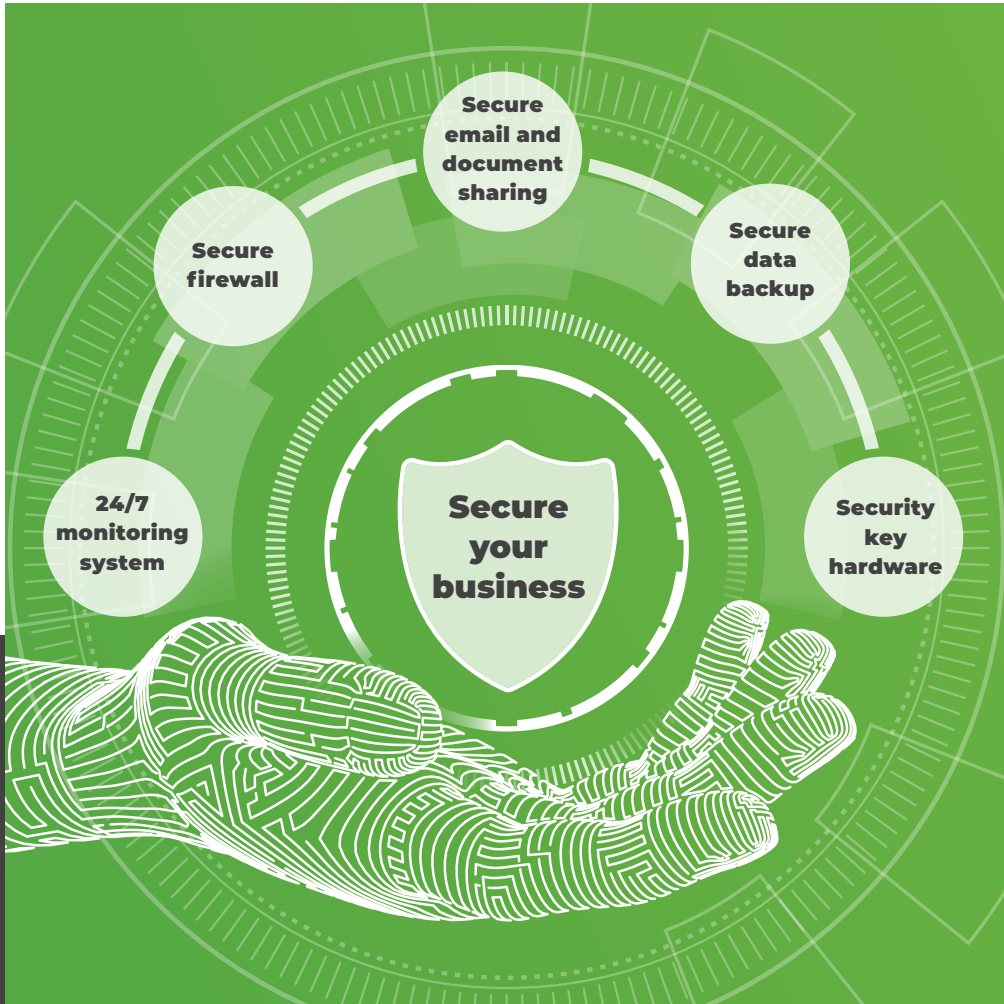 Secure
email and
document
sharing
Secure
firewall
Secure
data
backup
24/7
monitoring
system
Secure
your
business
Security
key
hardware